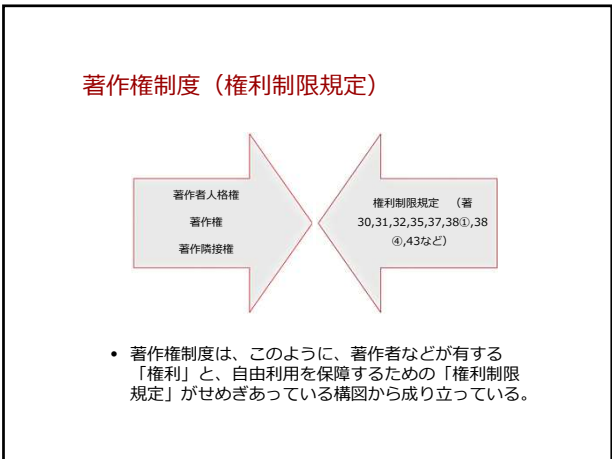 著作権制度（権利制限規定）
著作者人格権
著作権
著作隣接権
権利制限規定　（著
30,31,32,35,37,38①,38
④,43など）
• 著作権制度は、このように、著作者などが有する
「権利」と、自由利用を保障するための「権利制限
規定」がせめぎあっている構図から成り立っている。